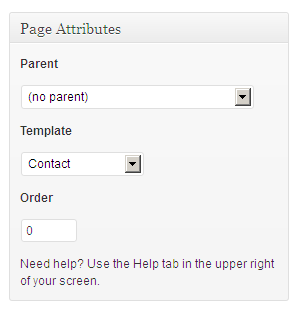 Page Attributes
Parent
(no parent)
Template
Contact
Order
0
Need help? Use the Help tab in the upper right
of your screen.